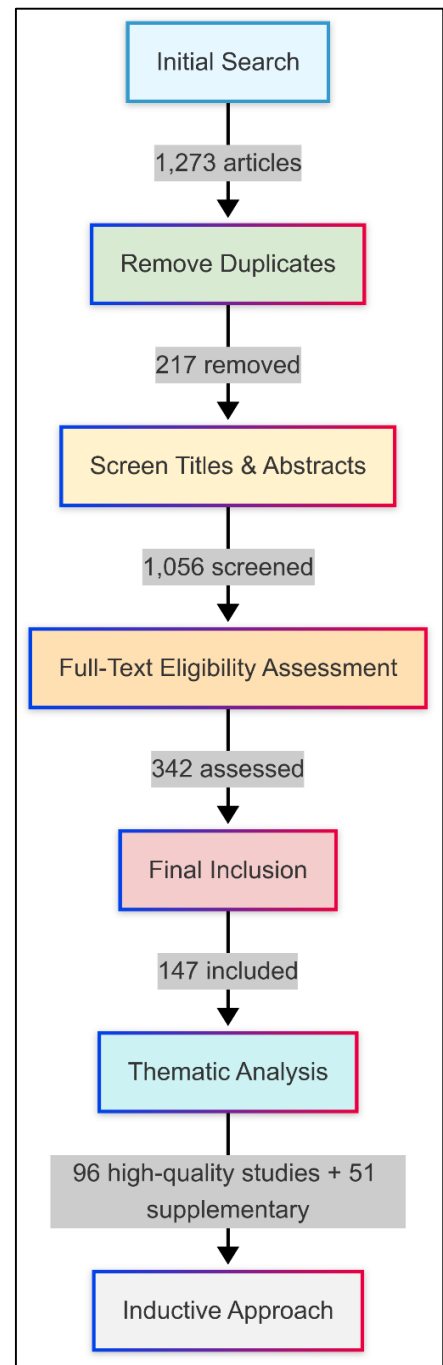 Initial Search
1,273 articles
Remove Duplicates
217 removed
Screen Titles & Abstracts
1,056 screened
Full-Text Eligibility Assessment
342 assessed
Final Inclusion
147 included
Thematic Analysis
96 high-quality studies + 51
supplementary
Inductive Approach